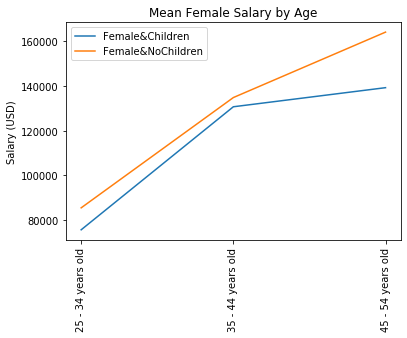 Mean Female Salary by Age
Female&Children
Female&NoChildren
Salary (USD)
160000
140000
120000
100000
80000
25 - 34 years old
35 - 44 years old
45 - 54 years old